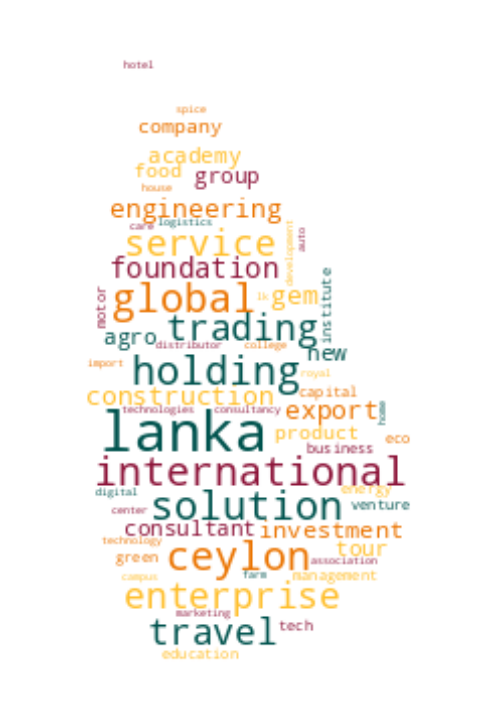 hotel
spice
company
academy
food
group
house
engineering
care
logistics
service
development
auto
foundation
motor
global
lk
gem
institute
agro
trading
distributor
college
new
import
holding
royal
construction
capital
technologies
consultancy
export
home
lanka
product
eco
business
international
digital
energy
center
solution
venture
consultant
investment
technology
green
ceylon
tour
association
campus
farm
management
enterprise
marketing
travel
tech
education